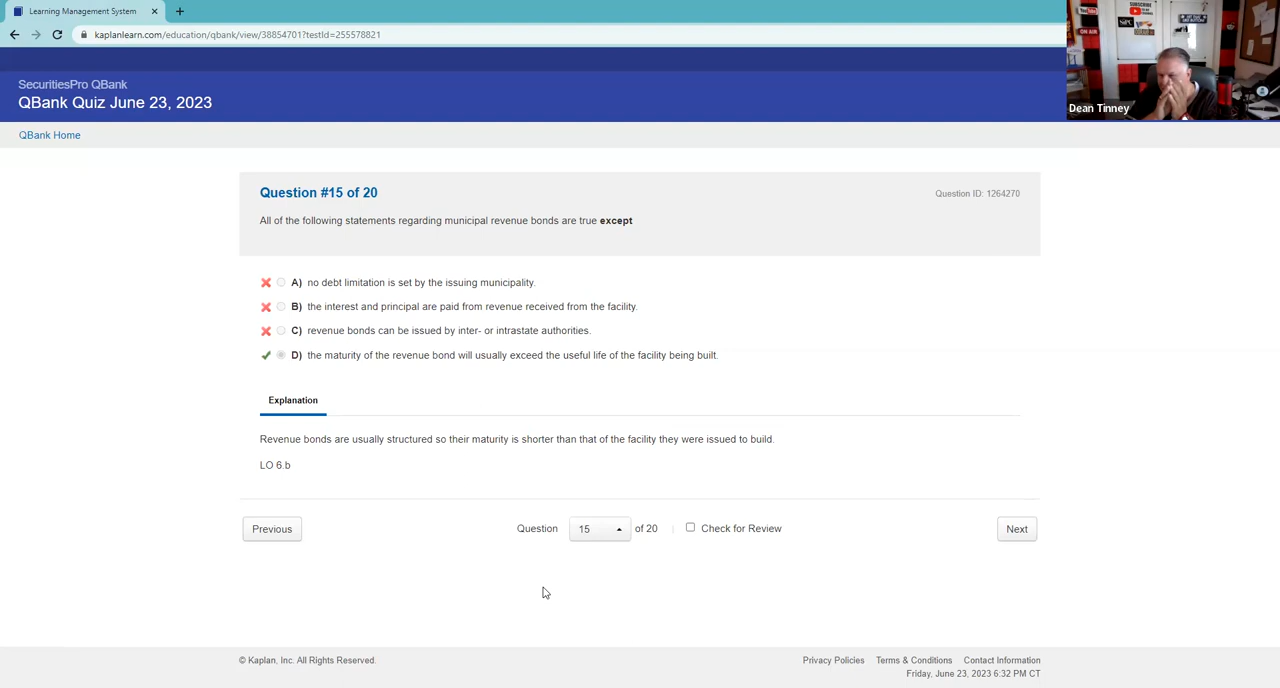 Learning Management System
kaplanlearn.com/education/qbank/view/38854701?testId=255578821
SUBSCRIBE
ON AIR
SIPC
Dean Tinney
SecuritiesPro QBank
QBank Quiz June 23, 2023
QBank Home
Question #15 of 20
Question ID: 1264270
All of the following statements regarding municipal revenue bonds are true except
A) no debt limitation is set by the issuing municipality.
B) the interest and principal are paid from revenue received from the facility.
C) revenue bonds can be issued by inter- or intrastate authorities.
D) the maturity of the revenue bond will usually exceed the useful life of the facility being built.
Explanation
Revenue bonds are usually structured so their maturity is shorter than that of the facility they were issued to build.
LO 6.b
Previous
Question 15 of 20
Check for Review
Next
© Kaplan, Inc. All Rights Reserved.
Privacy Policies Terms & Conditions Contact Information
Friday, June 23, 2023 6:32 PM CT